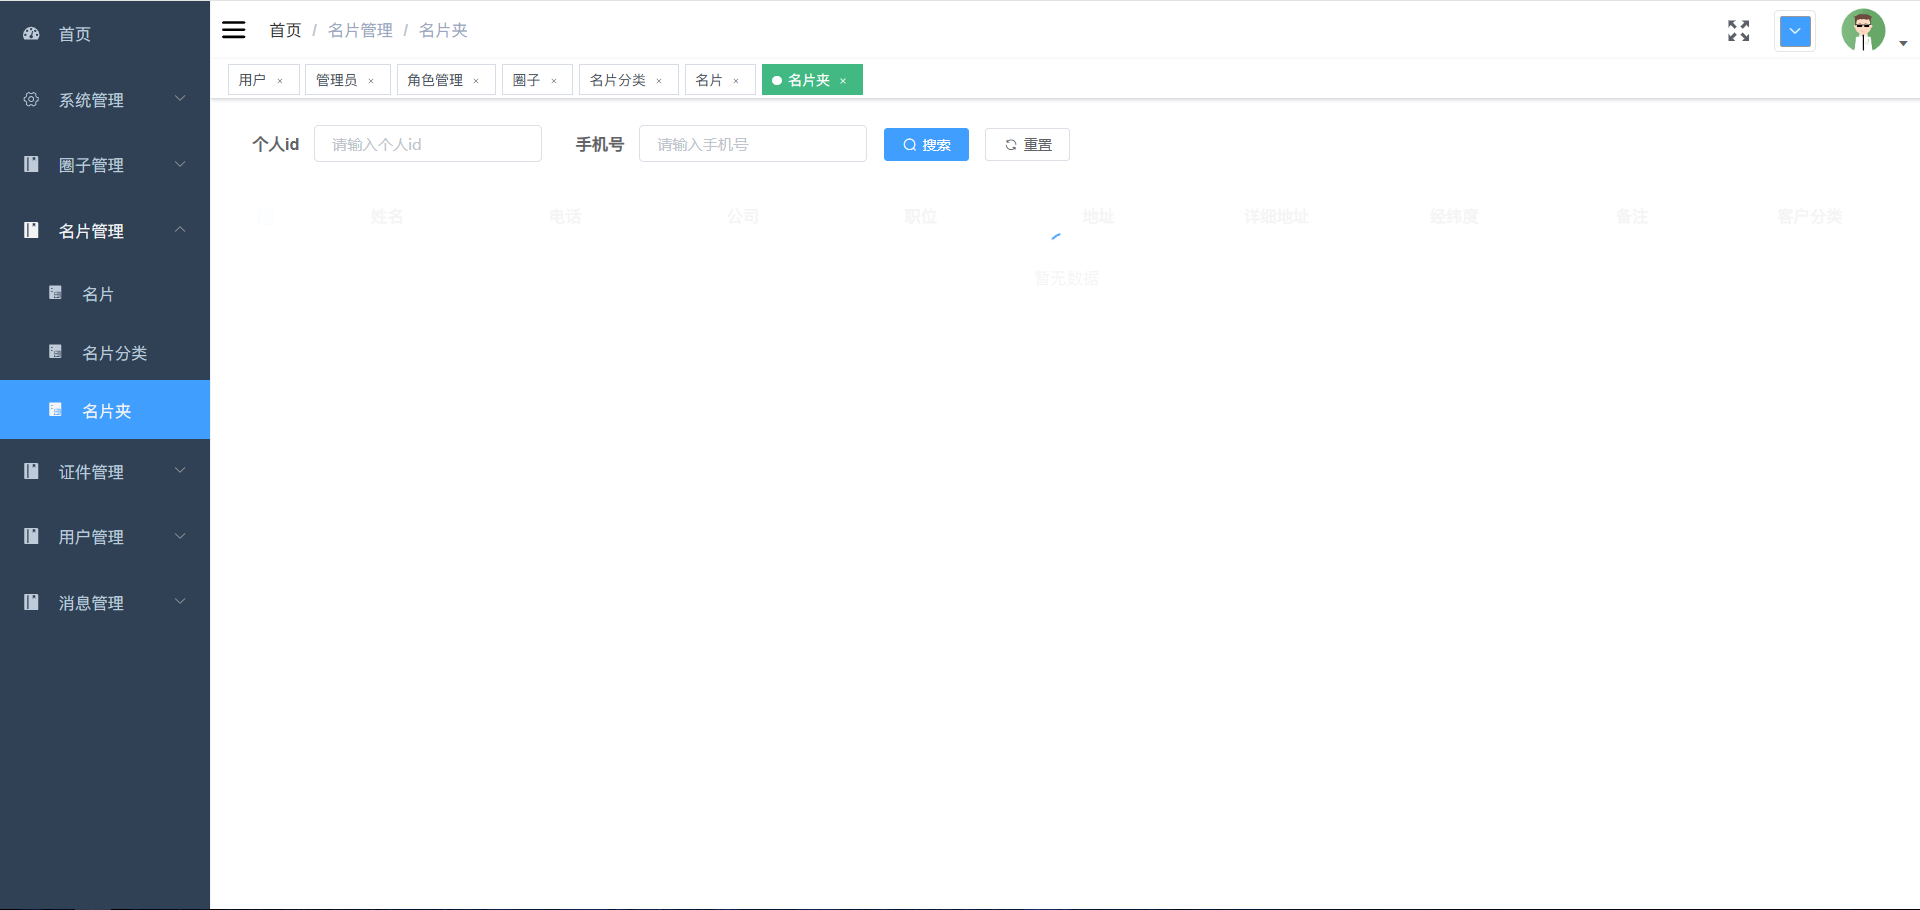 首页
系统管理
圈子管理
名片管理
名片
名片分类
名片夹
证件管理
用户管理
消息管理
首页 / 名片管理 / 名片夹
用户 × 管理员 × 角色管理 × 圈子 × 名片分类 × 名片 × 名片夹 ×
个人id 请输入个人id 手机号 请输入手机号 搜索 重置
姓名 电话 公司 职位 地址 详细地址 经纬度 备注 客户分类
暂无数据